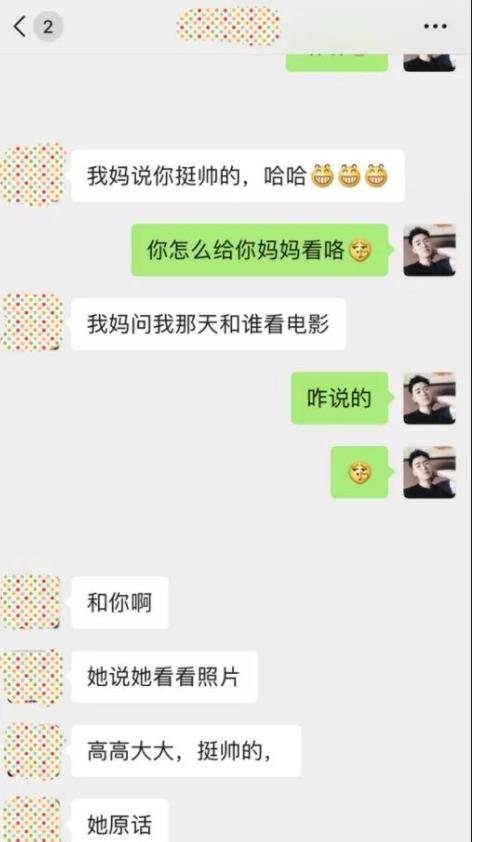 2
我妈说你挺帅的，哈哈😁😁😁
你怎么给你妈妈看咯
我妈问我那天和谁看电影
咋说的
和你啊
她说她看看照片
高高大大，挺帅的，
她原话